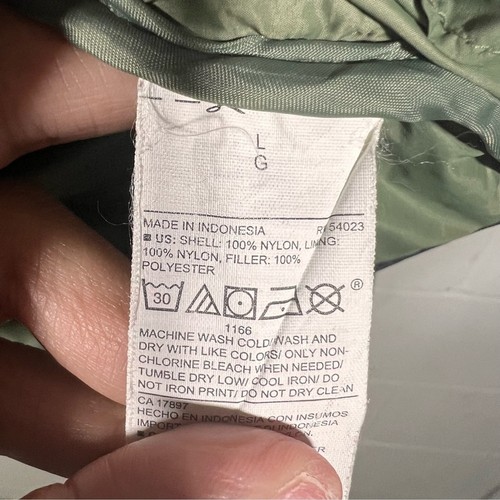 L
G
MADE IN INDONESIA RN 54023
US: SHELL: 100% NYLON, LINING:
100% NYLON, FILLER: 100%
POLYESTER
30
®
1166
MACHINE WASH COLD/WASH AND
DRY WITH LIKE COLORS/ ONLY NON-
CHLORINE BLEACH WHEN NEEDED/
TUMBLE DRY LOW/ COOL IRON/ DO
NOT IRON PRINT/ DO NOT DRY CLEAN
CA 17897
HECHO EN INDONESIA CON INSUMOS